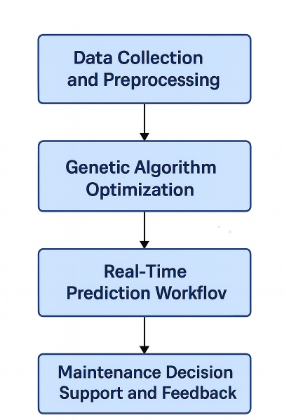 Data Collection
and Preprocessing
Genetic Algorithm
Optimization
Real-Time
Prediction Workflov
Maintenance Decision
Support and Feedback